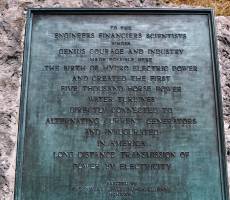 TO THE
ENGINEERS FINANCIERS SCIENTISTS
WHOSE
GENIUS COURAGE AND INDUSTRY
MADE POSSIBLE HERE
THE BIRTH OF HYDRO ELECTRIC POWER
AND CREATED THE FIRST
FIVE THOUSAND HORSE POWER
WATER TURBINES
DIRECTLY CONNECTED TO
ALTERNATING CURRENT GENERATORS
AND INAUGURATED
IN AMERICA
LONG DISTANCE TRANSMISSION OF
POWER BY ELECTRICITY
ERECTED BY